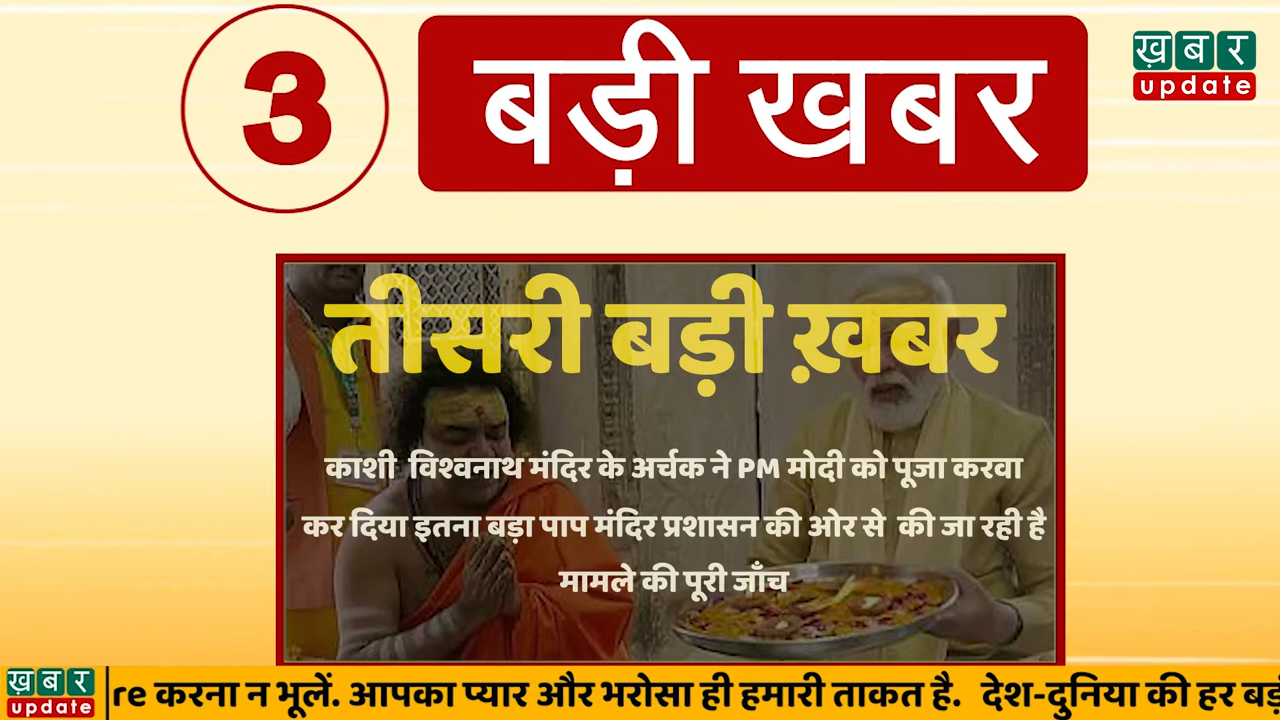 3
बड़ी खबर
ख़बर
update
तीसरी बड़ी ख़बर
काशी विश्वनाथ मंदिर के अर्चक ने PM मोदी को पूजा करवा
कर दिया इतना बड़ा पाप मंदिर प्रशासन की ओर से की जा रही है
मामले की पूरी जाँच
ख़बर
update
re करना न भूलें. आपका प्यार और भरोसा ही हमारी ताकत है. देश-दुनिया की हर